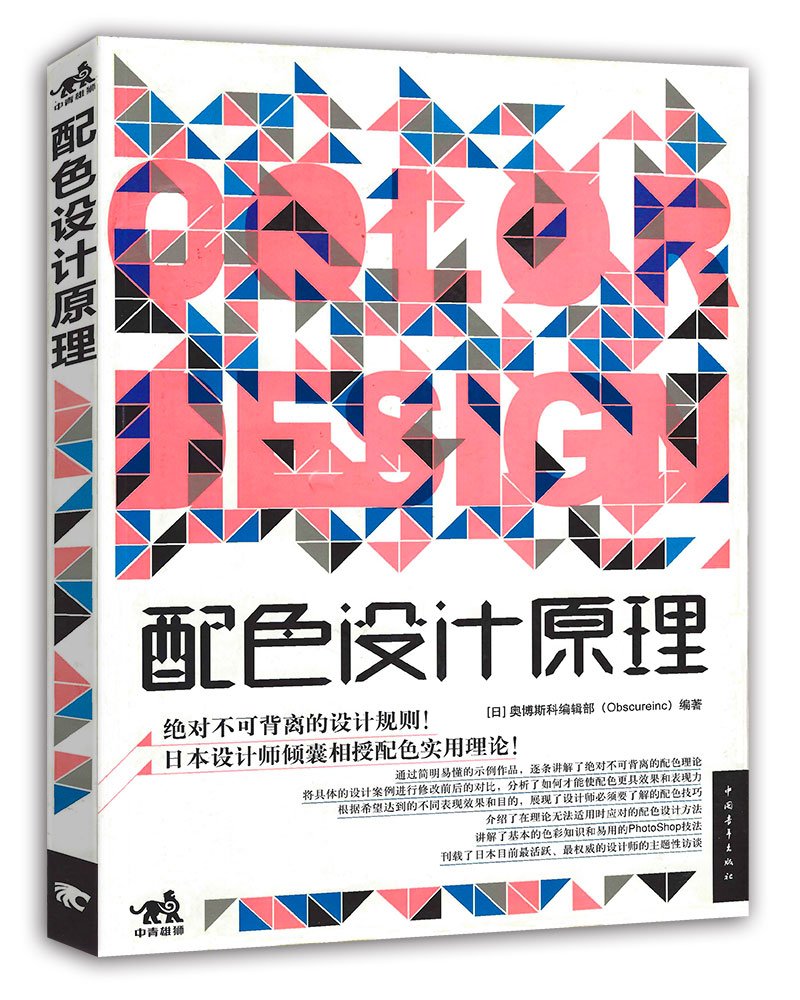 中青雄狮
配色设计原理
COLOR
DESIGN
配色设计原理
[日] 奥博斯科编辑部（Obscureinc）编著
绝对不可背离的设计规则！
日本设计师倾囊相授配色实用理论！
通过简明易懂的示例作品，逐条讲解了绝对不可背离的配色理论
将具体的设计案例进行修改前后的对比，分析了如何才能使配色更具效果和表现力
根据希望达到的不同表现效果和目的，展现了设计师必须要了解的配色技巧
介绍了在理论无法适用时应对的配色设计方法
讲解了基本的色彩知识和易用的PhotoShop技法
刊载了日本目前最活跃、最权威的设计师的主题性访谈
中国青年出版社
中青雄狮